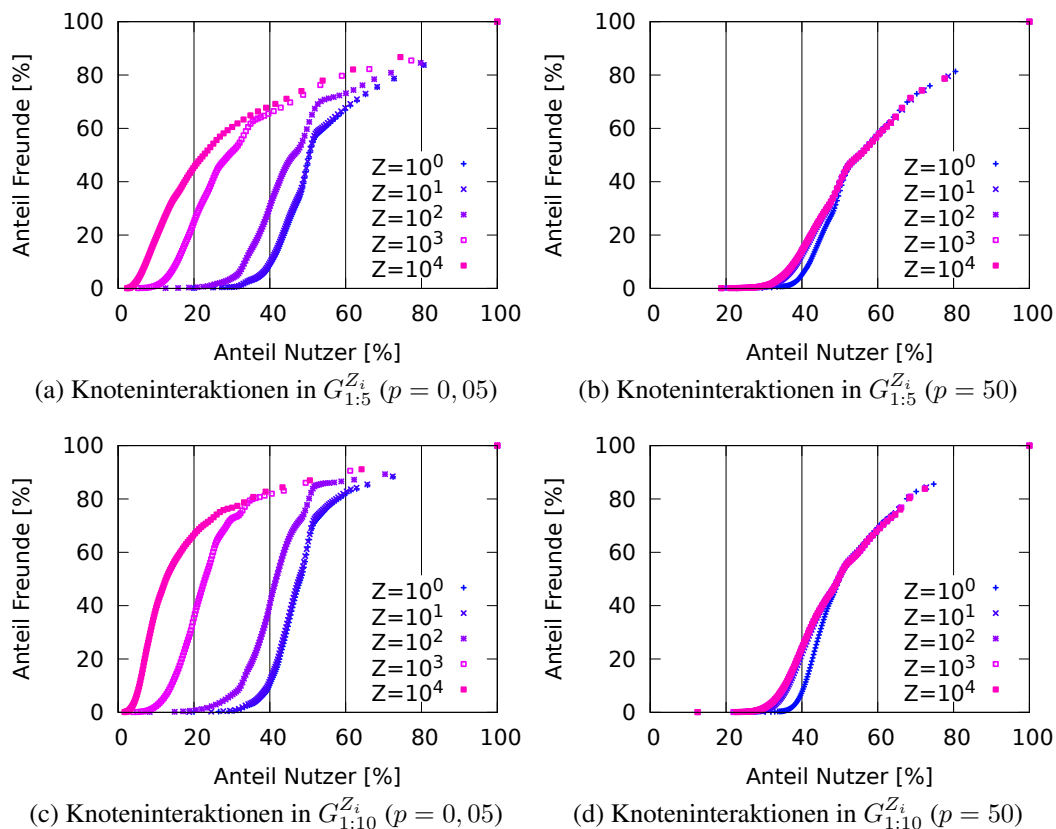 100
80
60
40
20
0
Anteil Freunde [%]
Z=10^0
Z=10^1
Z=10^2
Z=10^3
Z=10^4
0 20 40 60 80 100
Anteil Nutzer [%]
(a) Knoteninteraktionen in $G_{1:5}^{Z_i}$ ($p = 0, 05$)
100
80
60
40
20
0
Anteil Freunde [%]
Z=10^0
Z=10^1
Z=10^2
Z=10^3
Z=10^4
0 20 40 60 80 100
Anteil Nutzer [%]
(b) Knoteninteraktionen in $G_{1:5}^{Z_i}$ ($p = 50$)
100
80
60
40
20
0
Anteil Freunde [%]
Z=10^0
Z=10^1
Z=10^2
Z=10^3
Z=10^4
0 20 40 60 80 100
Anteil Nutzer [%]
(c) Knoteninteraktionen in $G_{1:10}^{Z_i}$ ($p = 0, 05$)
100
80
60
40
20
0
Anteil Freunde [%]
Z=10^0
Z=10^1
Z=10^2
Z=10^3
Z=10^4
0 20 40 60 80 100
Anteil Nutzer [%]
(d) Knoteninteraktionen in $G_{1:10}^{Z_i}$ ($p = 50$)